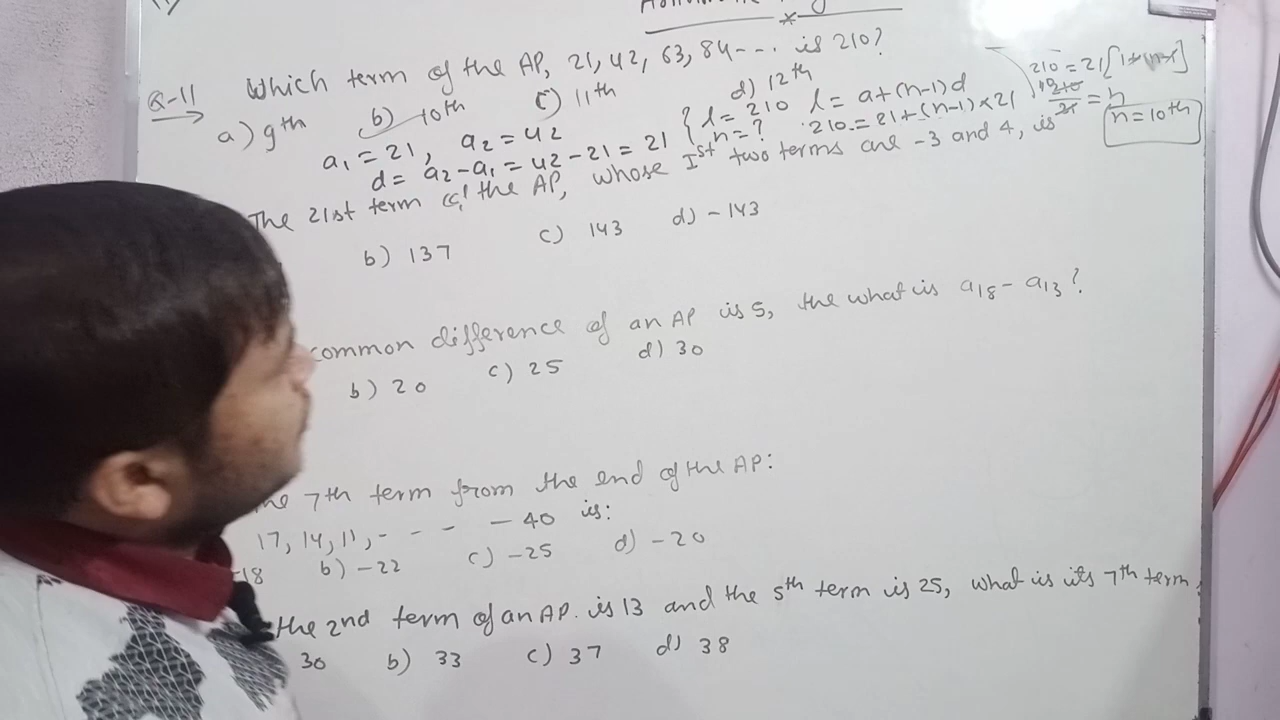 Q-11 → Which term of the AP, 21, 42, 63, 84 - - .. is 210?
a) 9th b) 10th c) 11th d) 12th
a1 = 21, a2 = 42
d = a2 - a1 = 42 - 21 = 21
l = 210
n = ?
l = a + (n-1) d
210 = 21 + (n-1) × 21
= n
n = 10th
The 21st term of the AP, whose Ist two terms are -3 and 4, is
b) 137 c) 143 d) -143
common difference of an AP is 5, the what is a18 - a13?
b) 20 c) 25 d) 30
7th term from the end of the AP:
17, 14, 11, - - - - 40 is:
-18 b) -22 c) -25 d) -20
the 2nd term of an AP. is 13 and the 5th term is 25, what is its 7th term
30 b) 33 c) 37 d) 38